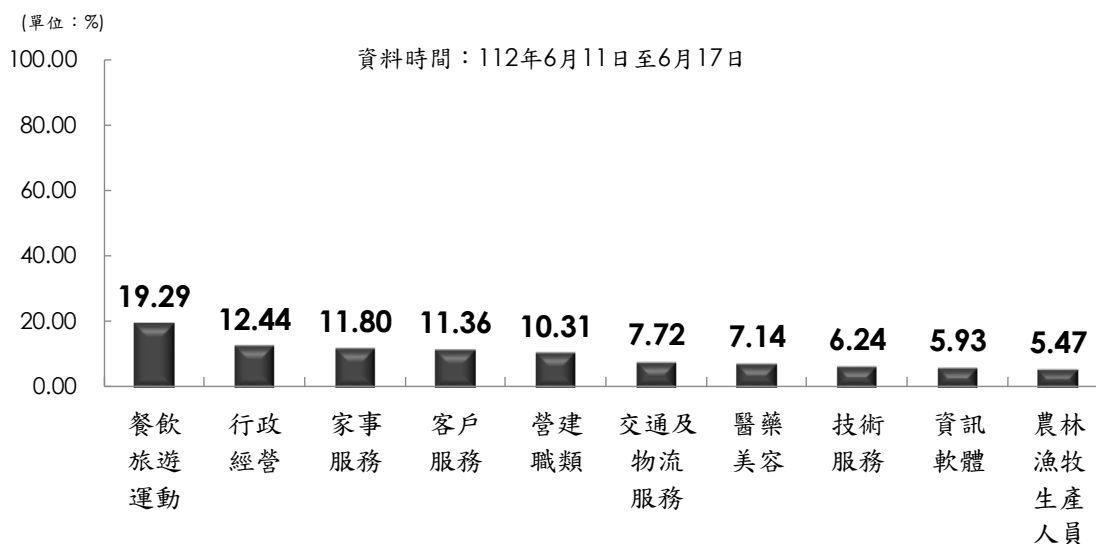 (單位：%)
資料時間：112年6月11日至6月17日
100.00
80.00
60.00
40.00
20.00
0.00
19.29
12.44
11.80
11.36
10.31
7.72
7.14
6.24
5.93
5.47
餐飲
旅遊
運動
行政
經營
家事
服務
客戶
服務
營建
職類
交通及
物流
服務
醫藥
美容
技術
服務
資訊
軟體
農林
漁牧
生產
人員